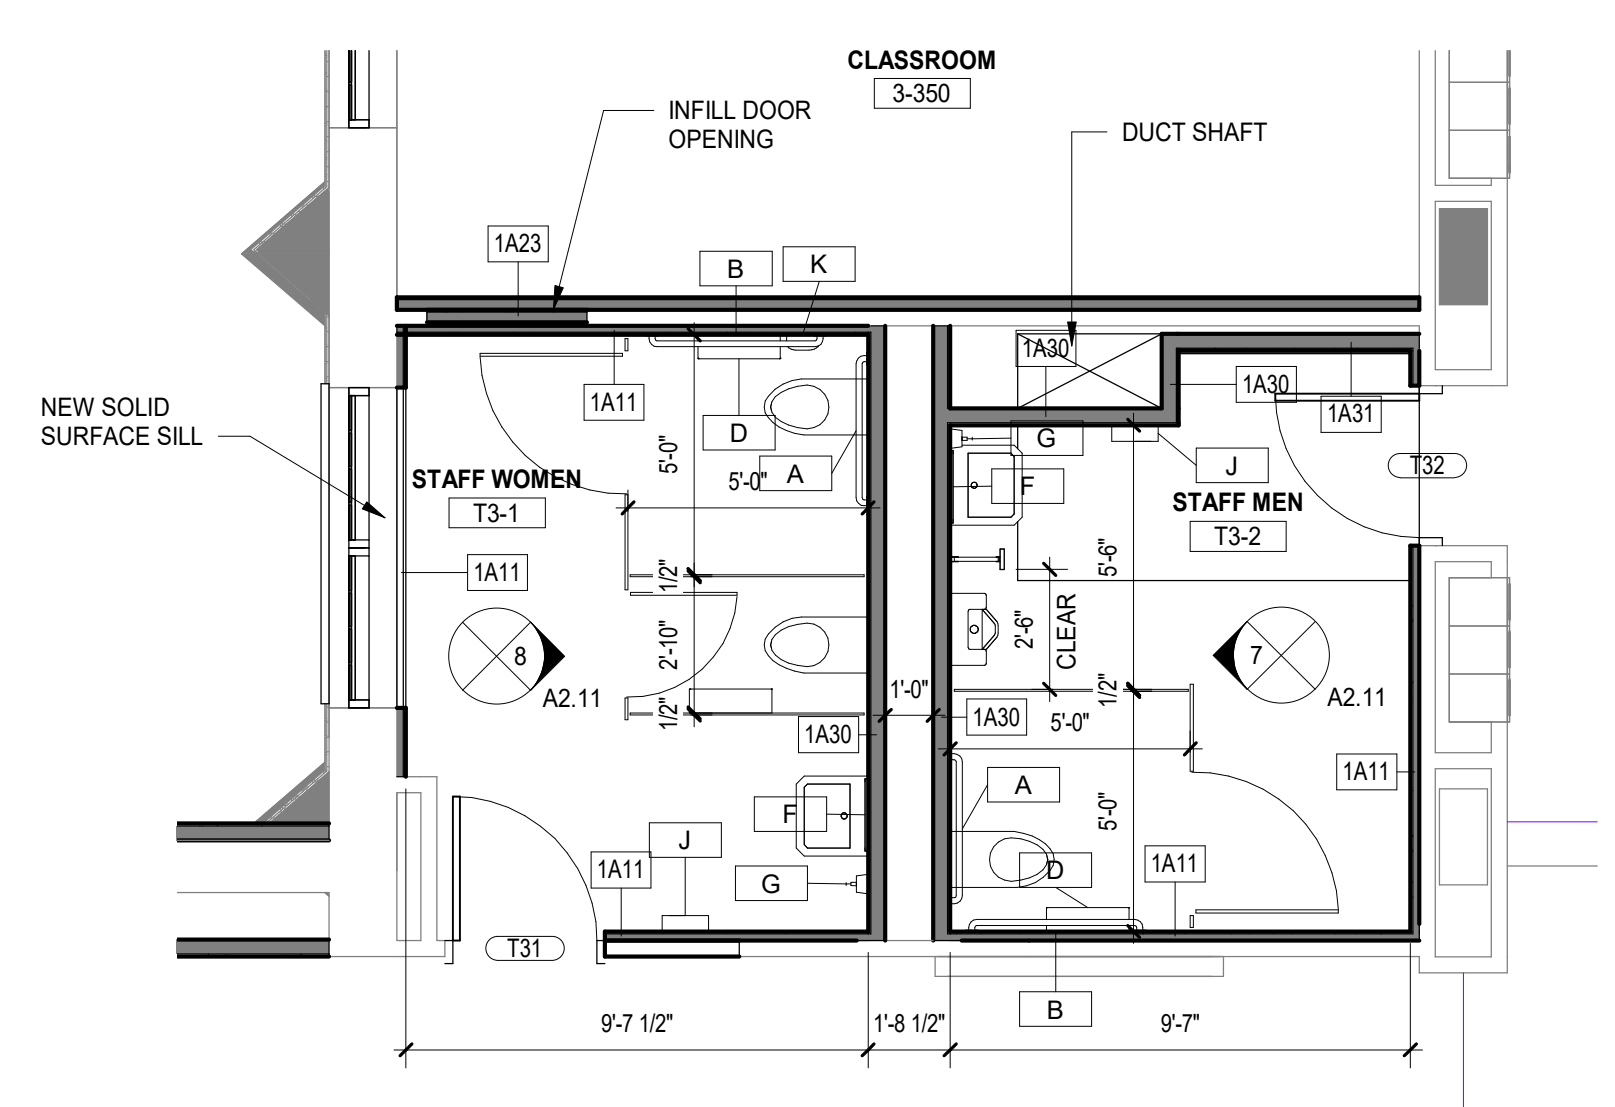 CLASSROOM
3-350
INFILL DOOR
OPENING
DUCT SHAFT
1A23
B
K
1A30
1A30
1A11
1A31
NEW SOLID
SURFACE SILL
D
G
5'-0"
A
J
T32
STAFF WOMEN
5'-0"
F
STAFF MEN
T3-1
T3-2
1A11
1/2"
5'-6"
2'-10"
2'-6"
CLEAR
8
7
A2.11
A2.11
1/2"
1'-0"
1/2"
1A30
1A30
5'-0"
1A11
A
F
5'-0"
J
1A11
G
D
1A11
T31
B
9'-7 1/2"
1'-8 1/2"
9'-7"